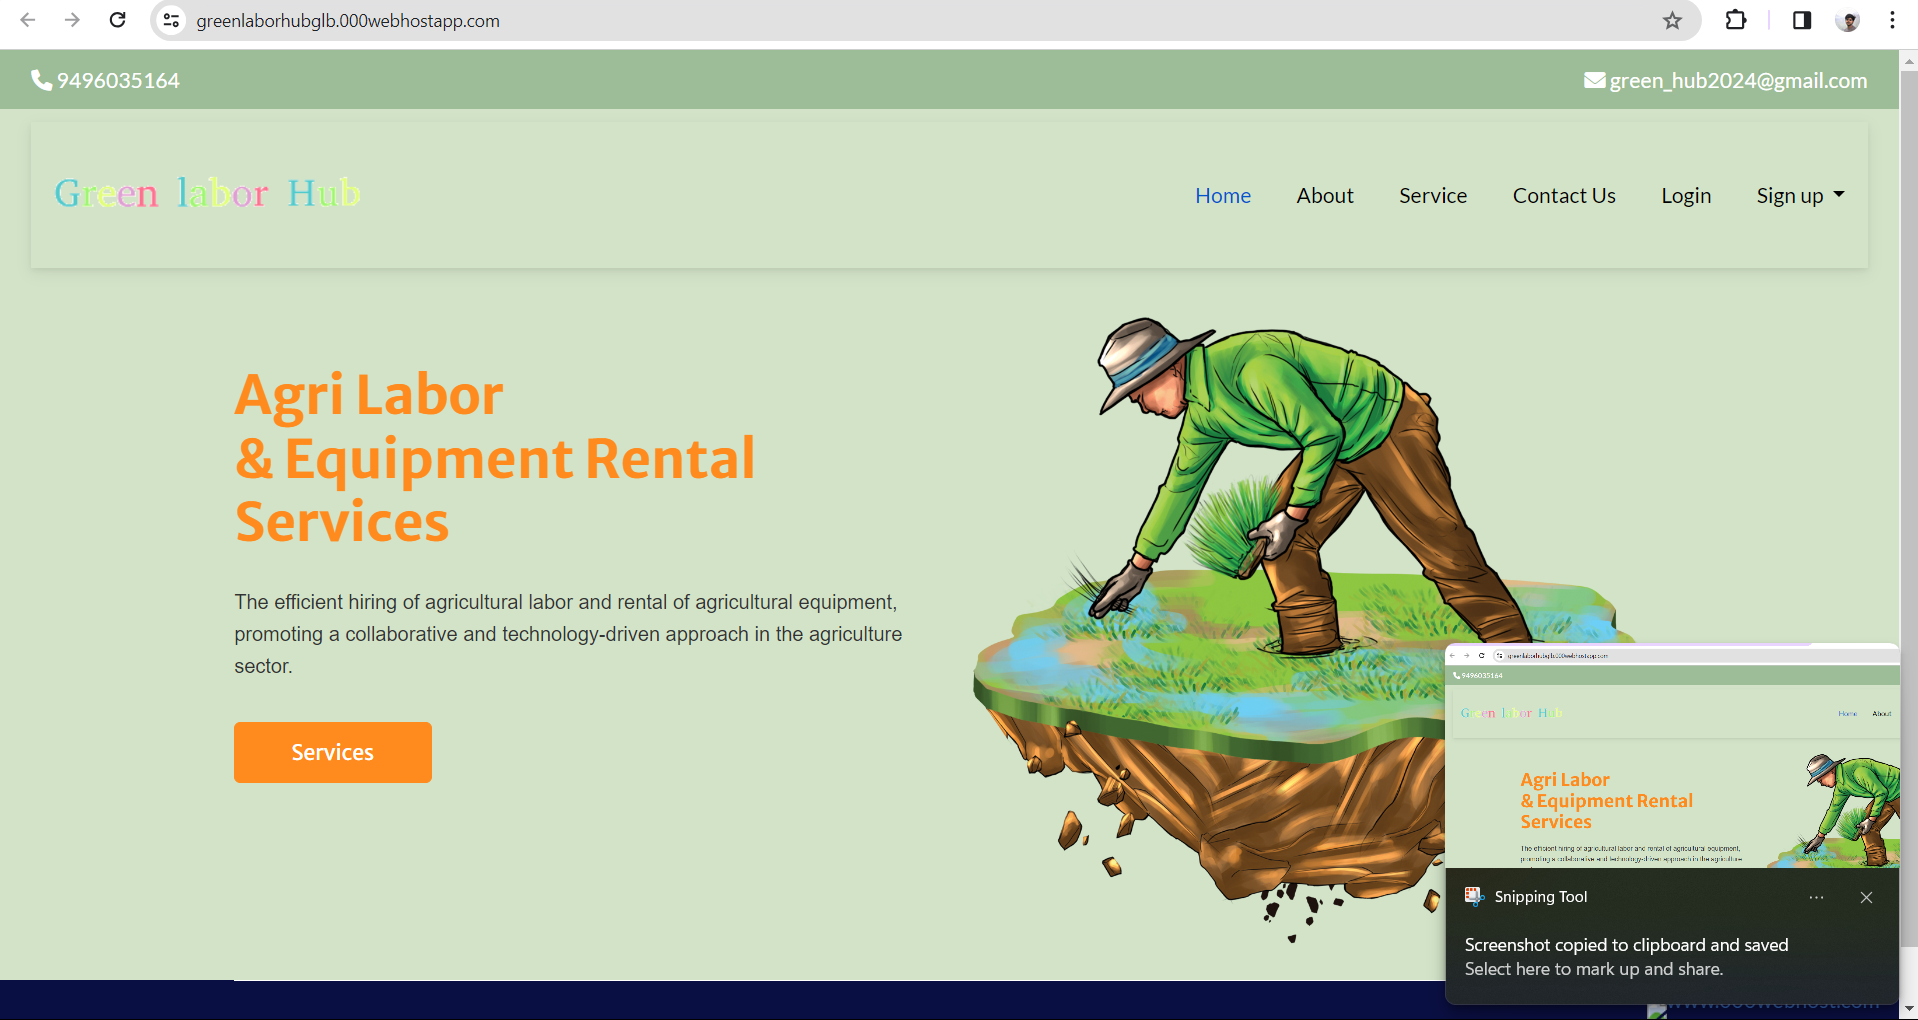 greenlaborhubglb.000webhostapp.com
9496035164
green_hub2024@gmail.com
Green labor Hub
Home About Service Contact Us Login Sign up
Agri Labor
& Equipment Rental
Services
The efficient hiring of agricultural labor and rental of agricultural equipment,
promoting a collaborative and technology-driven approach in the agriculture
sector.
Services
greenlaborhubglb.000webhostapp.com
9496035164
Green labor Hub
Home About
Agri Labor
& Equipment Rental
Services
The efficient hiring of agricultural labor and rental of agricultural equipment,
promoting a collaborative and technology-driven approach in the agriculture
Snipping Tool
Screenshot copied to clipboard and saved
Select here to mark up and share.
www.000webhost.com